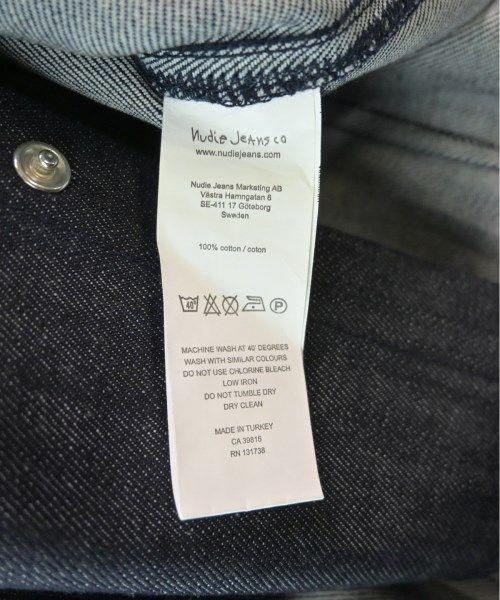 Nudie Jeans co
www.nudiejeans.com
Nudie Jeans Marketing AB
Västra Hamngatan 6
SE-411 17 Göteborg
Sweden
100% cotton / coton
40°
P
MACHINE WASH AT 40' DEGREES
WASH WITH SIMILAR COLOURS
DO NOT USE CHLORINE BLEACH
LOW IRON
DO NOT TUMBLE DRY
DRY CLEAN
MADE IN TURKEY
CA 39815
RN 131738